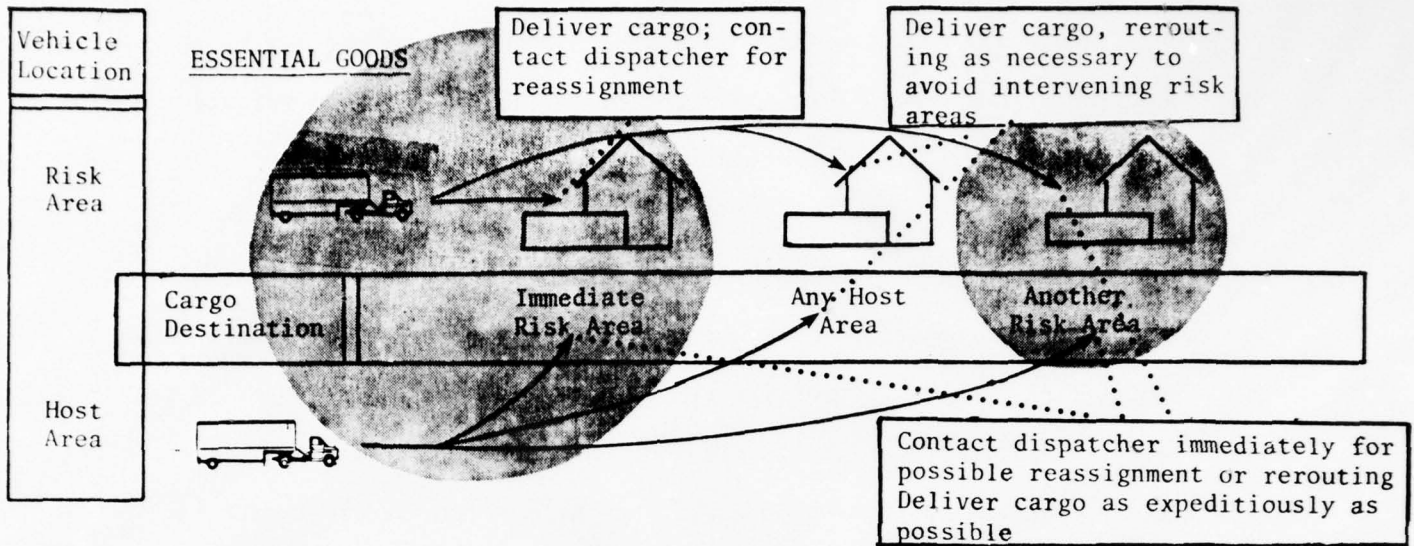 Vehicle
Location
ESSENTIAL GOODS
Deliver cargo; con-
tact dispatcher for
reassignment
Deliver cargo, rerout-
ing as necessary to
avoid intervening risk
areas
Risk
Area
Cargo
Destination
Immediate
Risk Area
Any Host
Area
Another
Risk Area
Host
Area
Contact dispatcher immediately for
possible reassignment or rerouting
Deliver cargo as expeditiously as
possible